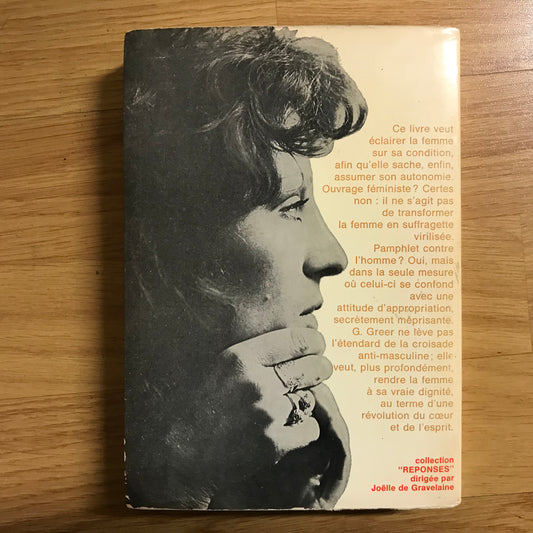 Ce livre veut
éclairer la femme
sur sa condition,
afin qu'elle sache, enfin,
assumer son autonomie.
Ouvrage féministe ? Certes
non : il ne s'agit pas
de transformer
la femme en suffragette
virilisée.
Pamphlet contre
l'homme ? Oui, mais
dans la seule mesure
où celui-ci se confond
avec une
attitude d'appropriation,
secrètement méprisante.
G. Greer ne lève pas
l'étendard de la croisade
anti-masculine ; elle
veut, plus profondément,
rendre la femme
à sa vraie dignité,
au terme d'une
révolution du cœur
et de l'esprit.
collection
"REPONSES"
dirigée par
Joëlle de Gravelaine